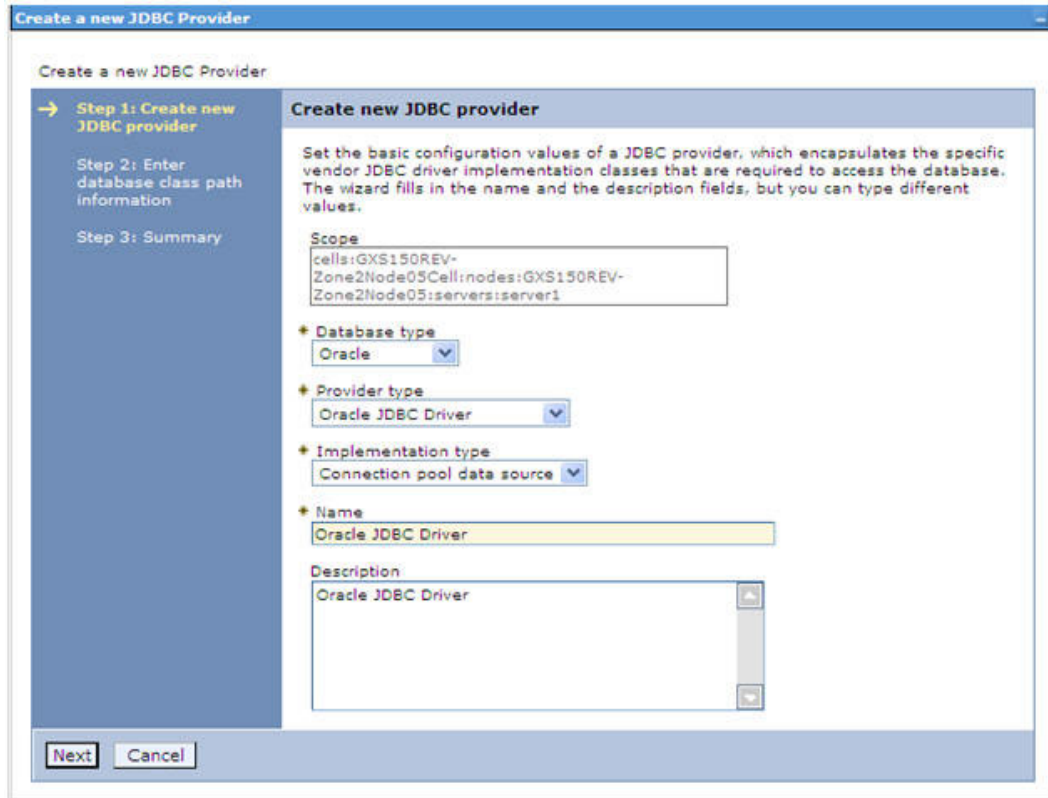 Create a new JDBC Provider
Create a new JDBC Provider
Step 1: Create new
JDBC provider
Step 2: Enter
database class path
information
Step 3: Summary
Create new JDBC provider
Set the basic configuration values of a JDBC provider, which encapsulates the specific
vendor JDBC driver implementation classes that are required to access the database.
The wizard fills in the name and the description fields, but you can type different
values.
Scope
cells:GXS150REV-
Zone2Node05Cell:nodes:GXS150REV-
Zone2Node05:servers:server1
* Database type
Oracle
* Provider type
Oracle JDBC Driver
* Implementation type
Connection pool data source
* Name
Oracle JDBC Driver
Description
Oracle JDBC Driver
Next Cancel